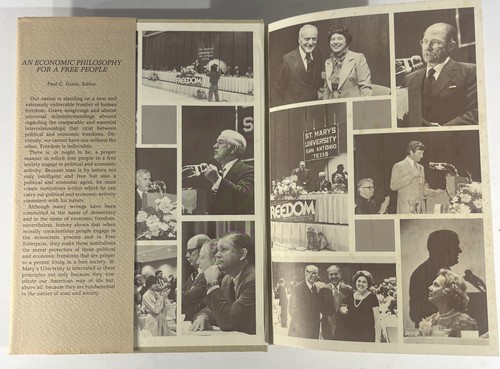 AN ECONOMIC PHILOSOPHY
FOR A FREE PEOPLE
Paul C. Goelz, Editor
Our nation is standing on a new and
extremely vulnerable frontier of human
freedom. Grave misgivings and almost
universal misunderstandings abound
regarding the inseparable and essential
interrelationships that exist between
political and economic freedoms. Ob-
viously, we cannot have one without the
other. Freedom is indivisible.
There is, or ought to be, a proper
manner in which free people in a free
society engage in political and economic
activity. Because man is by nature not
only intelligent and free but also a
political and economic agent, he must
create institutions within which he can
carry out political and economic activity
consistent with his nature.
Although many wrongs have been
committed in the name of democracy
and in the name of economic freedom,
nevertheless, history shows that when
morally conscientious people engage in
the democratic process and in Free
Enterprise, they make these institutions
the surest protectors of those political
and economic freedoms that are proper
to a person living in a free society. St.
Mary's University is interested in these
principles not only because they con-
stitute our American way of life but,
above all, because they are fundamental
to the nature of man and society.
FREEDOM
ST. MARY'S
UNIVERSITY
SAN ANTONIO
TEXAS
FREEDOM